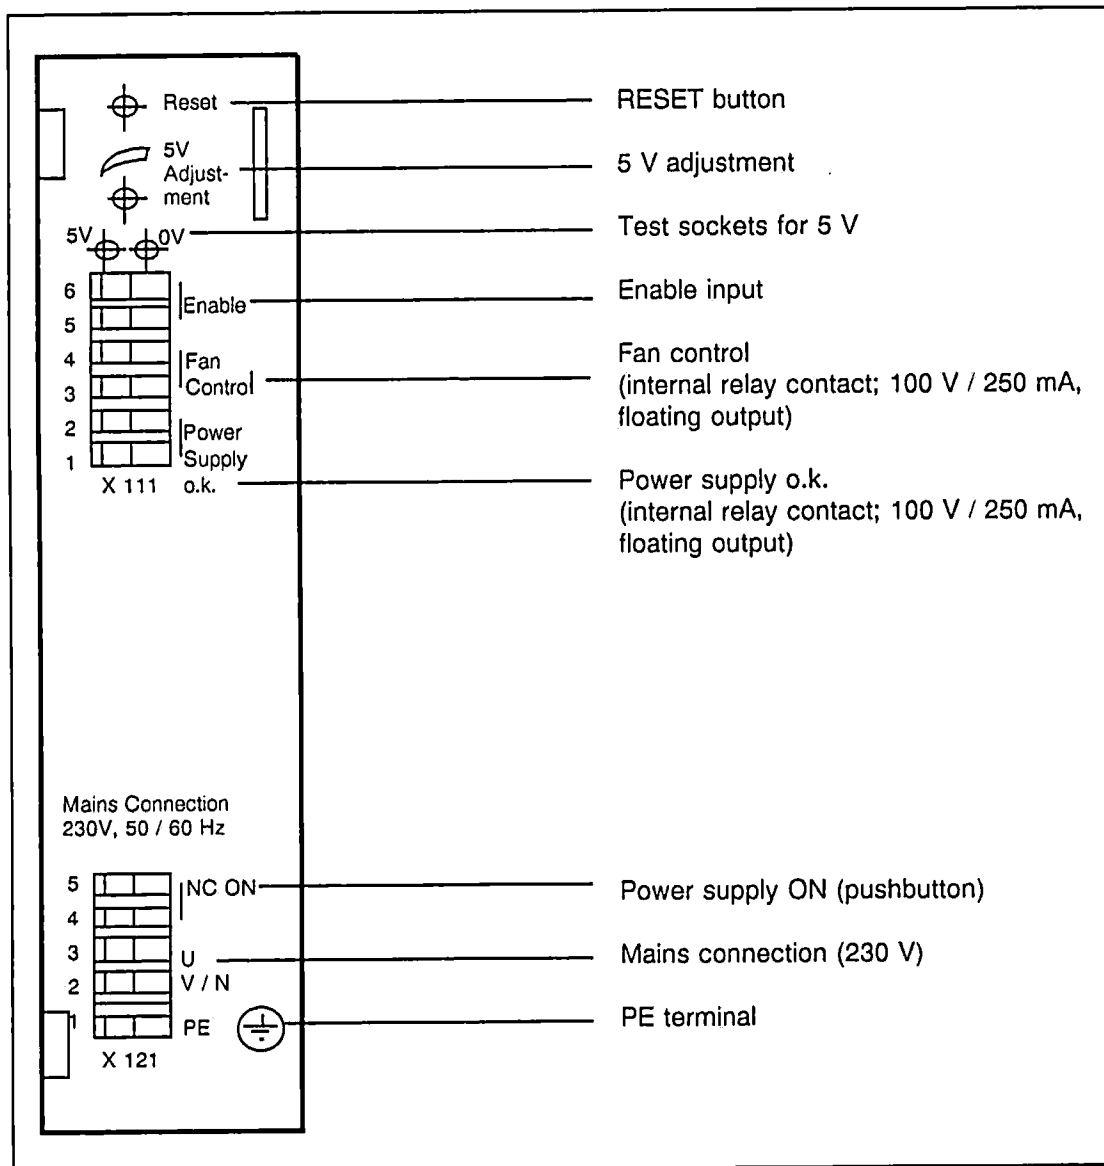 Reset
RESET button
5V
Adjust-
ment
5 V adjustment
5V
0V
Test sockets for 5 V
6
Enable
Enable input
5
4
Fan
Control
3
Fan control
(internal relay contact; 100 V / 250 mA,
floating output)
2
Power
Supply
o.k.
1
X 111
Power supply o.k.
(internal relay contact; 100 V / 250 mA,
floating output)
Mains Connection
230V, 50 / 60 Hz
5
NC ON
Power supply ON (pushbutton)
4
3
U
Mains connection (230 V)
2
V / N
1
PE
PE terminal
X 121